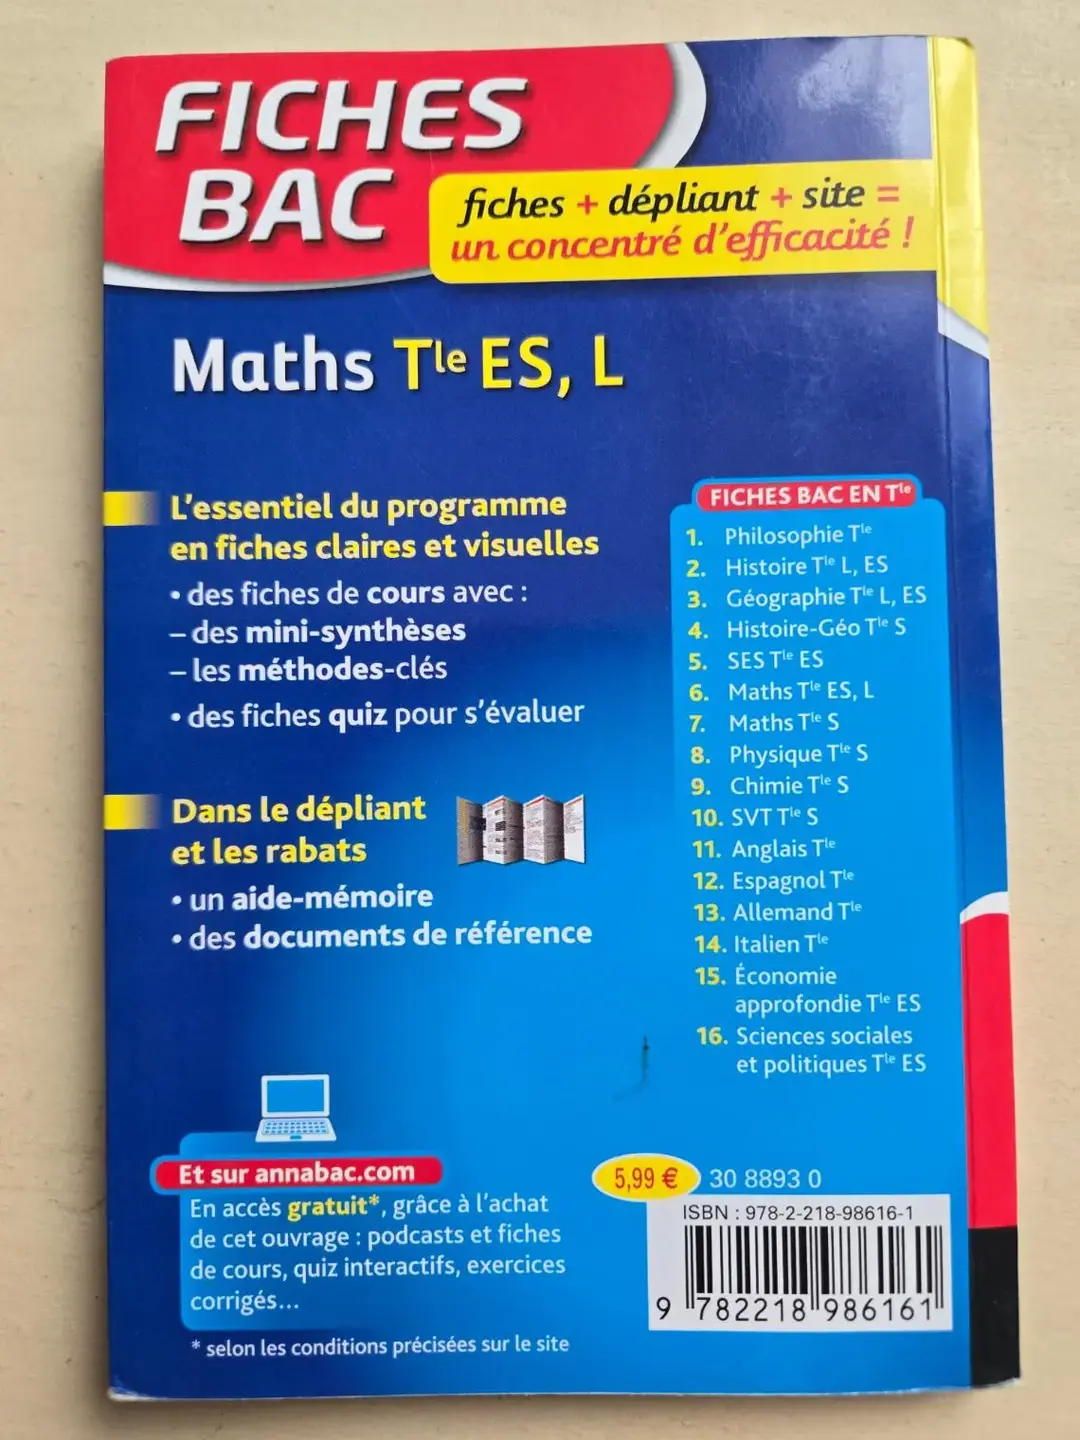 FICHES
BAC
fiches + dépliant + site =
un concentré d'efficacité !
Maths Tle ES, L
L'essentiel du programme
en fiches claires et visuelles
• des fiches de cours avec :
– des mini-synthèses
– les méthodes-clés
• des fiches quiz pour s'évaluer
Dans le dépliant
et les rabats
• un aide-mémoire
• des documents de référence
FICHES BAC EN Tle
1. Philosophie Tle
2. Histoire Tle L, ES
3. Géographie Tle L, ES
4. Histoire-Géo Tle S
5. SES Tle ES
6. Maths Tle ES, L
7. Maths Tle S
8. Physique Tle S
9. Chimie Tle S
10. SVT Tle S
11. Anglais Tle
12. Espagnol Tle
13. Allemand Tle
14. Italien Tle
15. Économie
approfondie Tle ES
16. Sciences sociales
et politiques Tle ES
Et sur annabac.com
En accès gratuit*, grâce à l'achat
de cet ouvrage : podcasts et fiches
de cours, quiz interactifs, exercices
corrigés...
* selon les conditions précisées sur le site
5,99 € 30 8893 0
ISBN : 978-2-218-98616-1
9 782218 986161